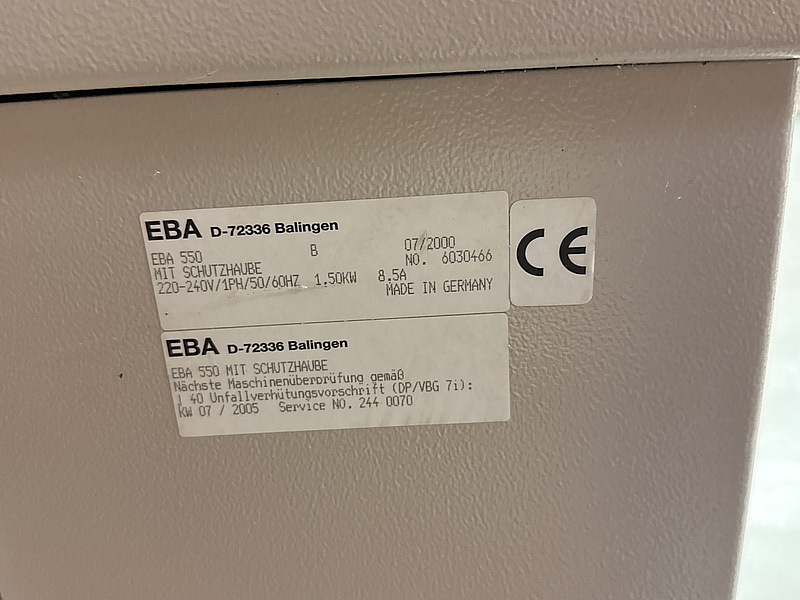 EBA D-72336 Balingen
EBA 550 B 07/2000
MIT SCHUTZHAUBE NO. 6030466
220-240V/1PH/50/60HZ 1.50KW 8.5A
MADE IN GERMANY
CE
EBA D-72336 Balingen
EBA 550 MIT SCHUTZHAUBE
Nächste Maschinenüberprüfung gemäß
J 40 Unfallverhütungsvorschrift (DP/VBG 7i):
KW 07 / 2005 Service NO. 244 0070